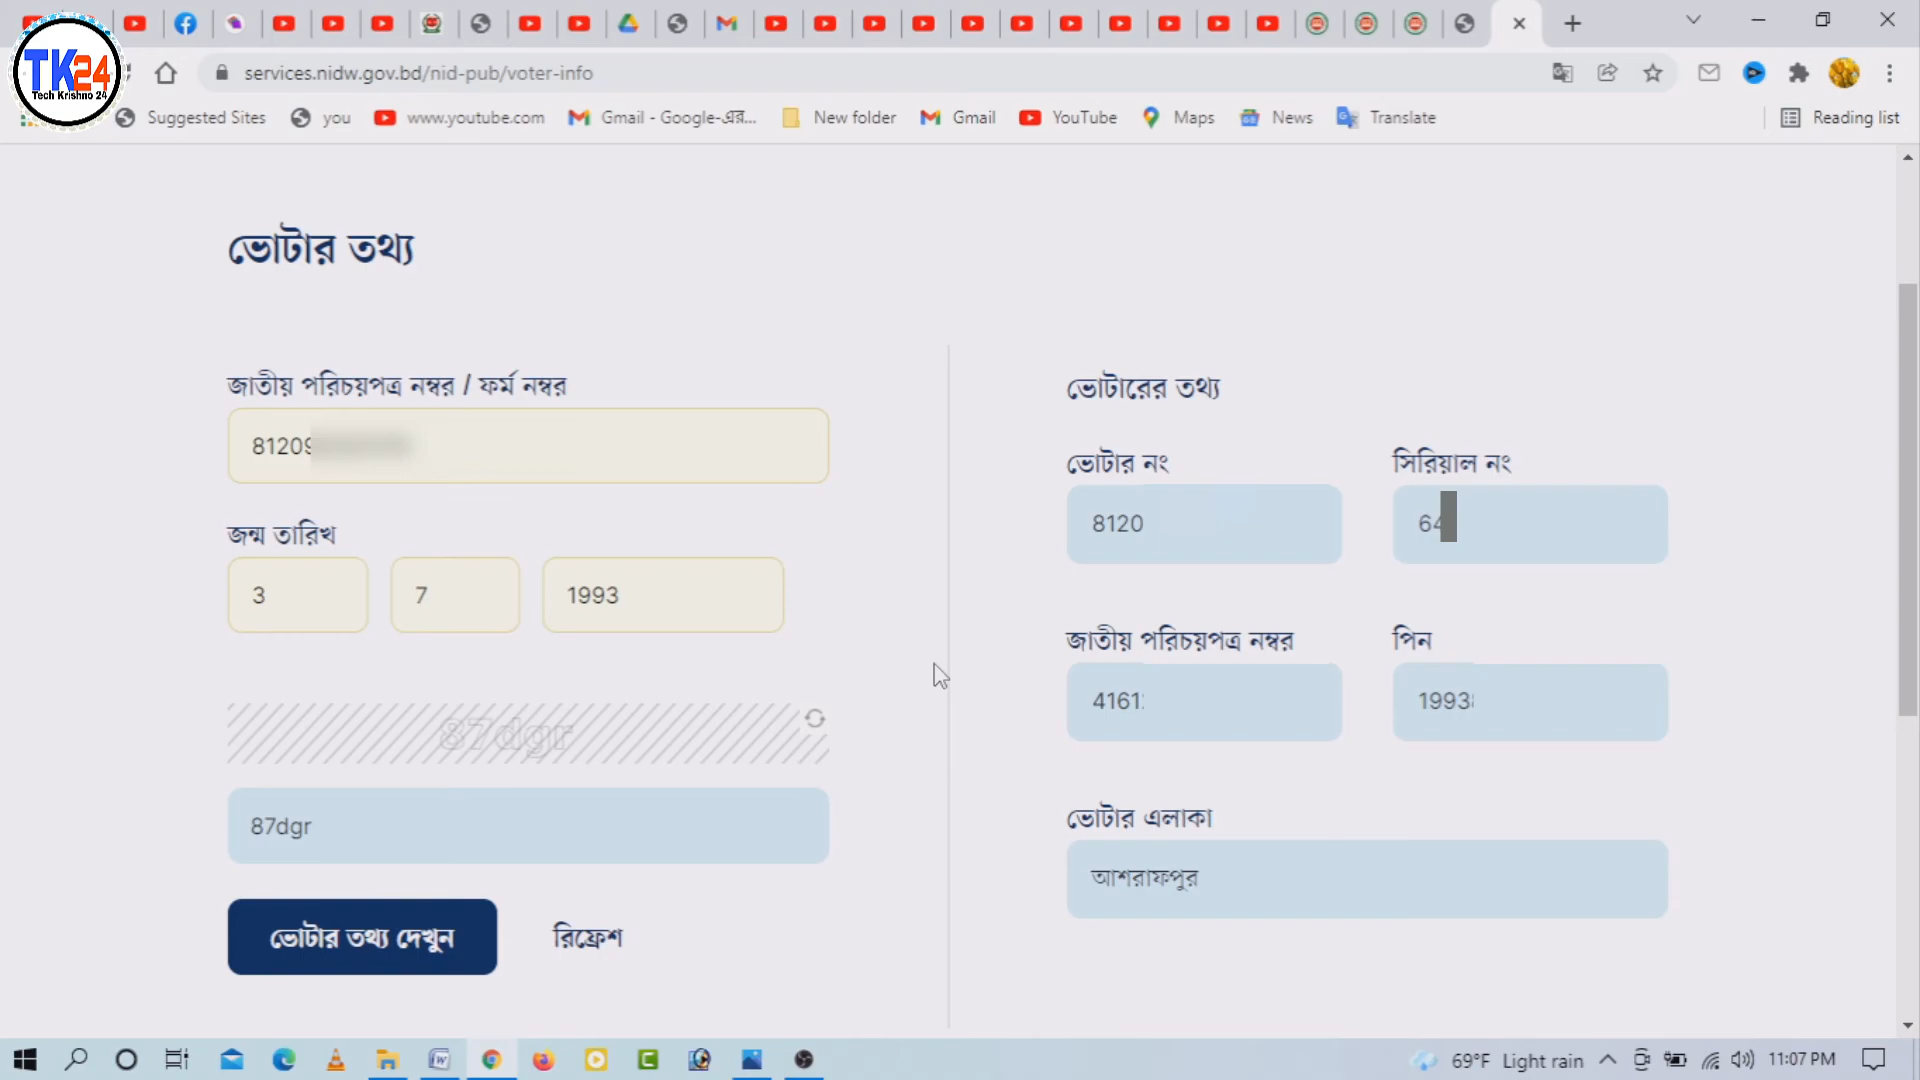 TK24
Tech Krishno 24
services.nidw.gov.bd/nid-pub/voter-info
Suggested Sites
you
www.youtube.com
Gmail - Google-এর...
New folder
Gmail
YouTube
Maps
News
Translate
Reading list
ভোটার তথ্য
জাতীয় পরিচয়পত্র নম্বর / ফর্ম নম্বর
81209
জন্ম তারিখ
3 7 1993
87dgr
87dgr
ভোটার তথ্য দেখুন
রিফ্রেশ
ভোটারের তথ্য
ভোটার নং
সিরিয়াল নং
8120
64
জাতীয় পরিচয়পত্র নম্বর
পিন
4161
1993
ভোটার এলাকা
আশরাফপুর
69°F Light rain
11:07 PM